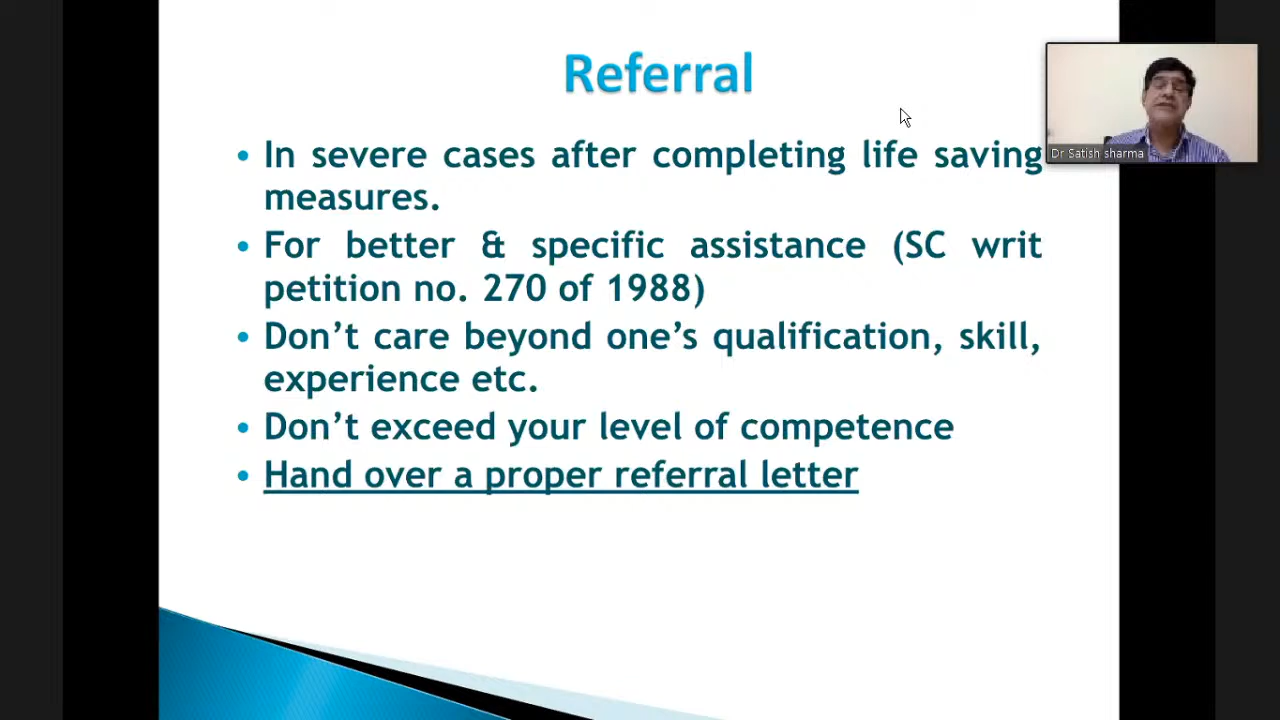 Referral
• In severe cases after completing life saving
measures.
• For better & specific assistance (SC writ
petition no. 270 of 1988)
• Don’t care beyond one’s qualification, skill,
experience etc.
• Don’t exceed your level of competence
• Hand over a proper referral letter
Dr Satish sharma